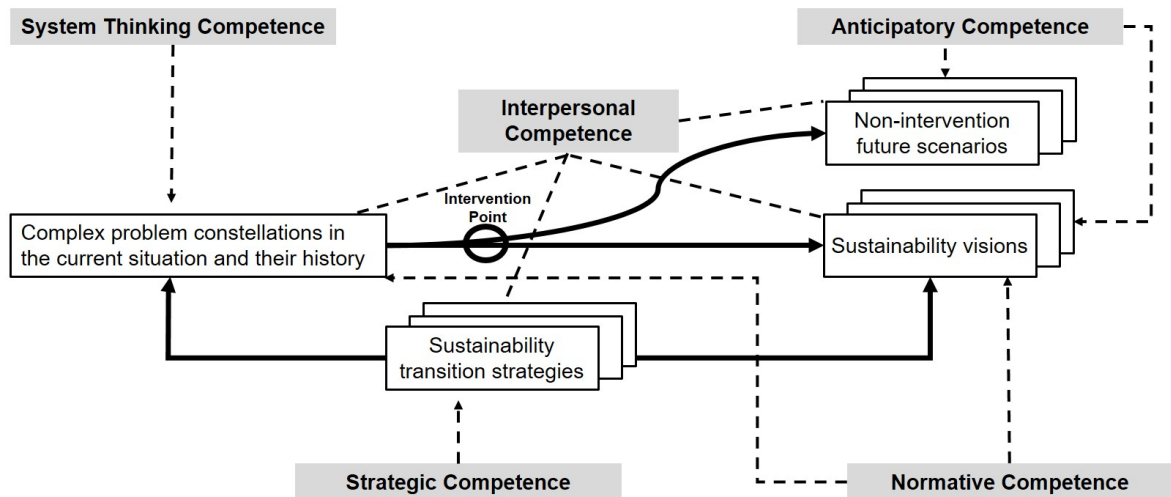 System Thinking Competence
Anticipatory Competence
Interpersonal
Competence
Non-intervention
future scenarios
Intervention
Point
Complex problem constellations in
the current situation and their history
Sustainability visions
Sustainability
transition strategies
Strategic Competence
Normative Competence